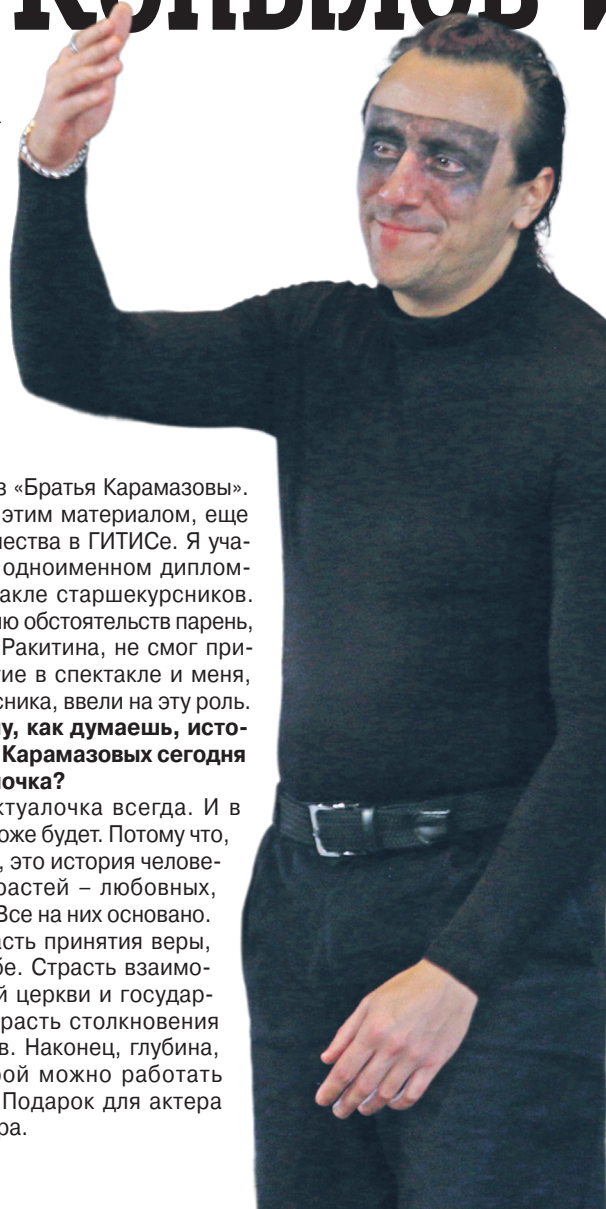 КОПЫЛОВ И
в «Братья Карамазовы».
этим материалом, еще
чества в ГИТИСе. Я уча-
одноименном диплом-
акле старшекурсников.
ю обстоятельств парень,
Ракитина, не смог при-
ие в спектакле и меня,
сника, ввели на эту роль.
у, как думаешь, исто-
Карамазовых сегодня
очка?
ктуалочка всегда. И в
оже будет. Потому что,
, это история челове-
растей – любовных,
Все на них основано.
асть принятия веры,
бе. Страсть взаимо-
й церкви и государ-
расть столкновения
в. Наконец, глубина,
рой можно работать
Подарок для актера
ра.